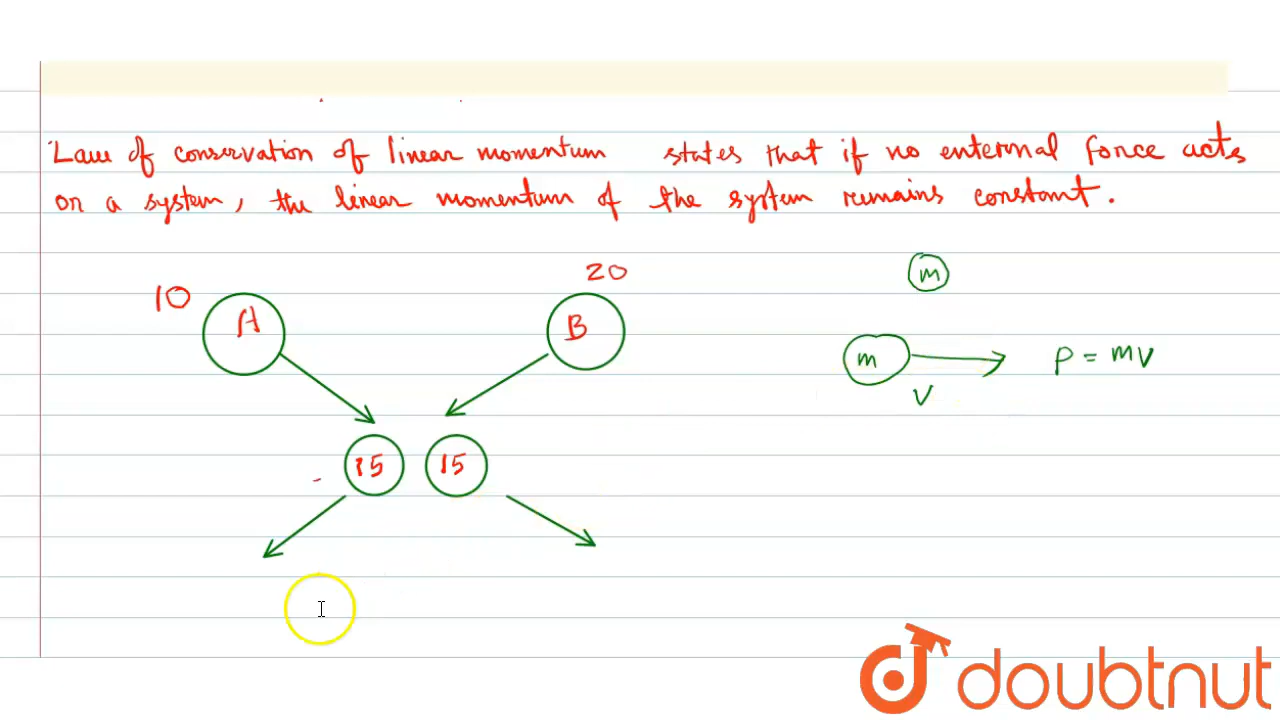 Law of conservation of linear momentum states that if no external force acts
on a system, the linear momentum of the system remains constant.
20
10
A
B
m
m
P = mv
v
15
15
doubtnut